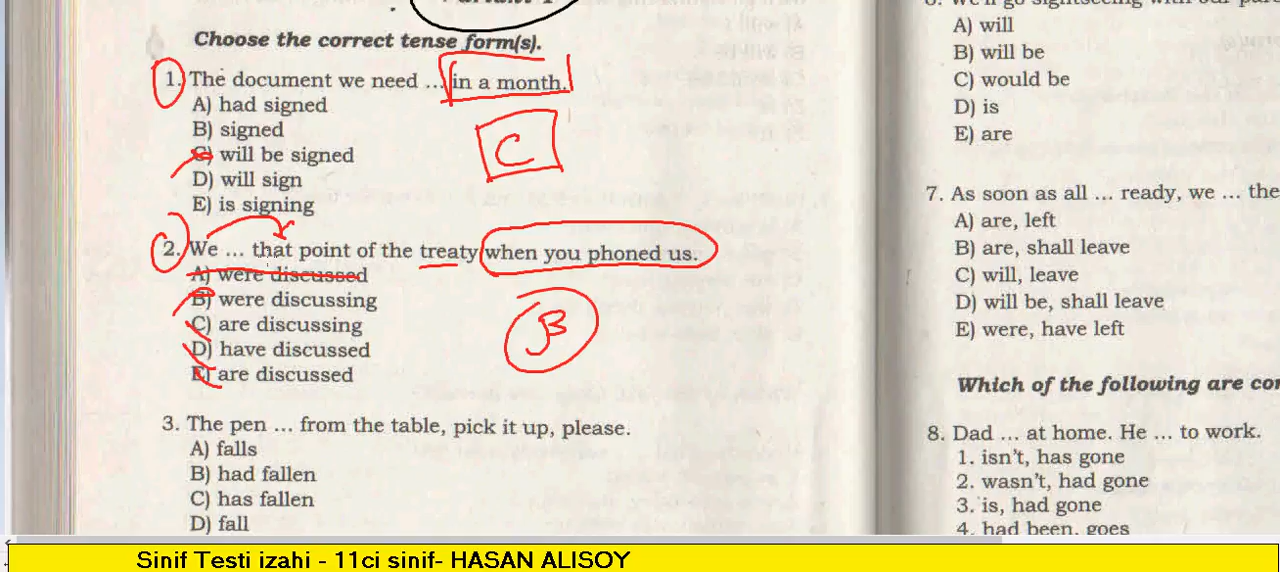 Choose the correct tense form(s).
1. The document we need ... in a month.
A) had signed
B) signed
C) will be signed
D) will sign
E) is signing
C
2. We ... that point of the treaty when you phoned us.
A) were discussed
B) were discussing
C) are discussing
D) have discussed
E) are discussed
B
3. The pen ... from the table, pick it up, please.
A) falls
B) had fallen
C) has fallen
D) fall
A) will
B) will be
C) would be
D) is
E) are
7. As soon as all ... ready, we ... the
A) are, left
B) are, shall leave
C) will, leave
D) will be, shall leave
E) were, have left
Which of the following are
8. Dad ... at home. He ... to work.
1. isn't, has gone
2. wasn't, had gone
3. is, had gone
4. had been, goes
Sinif Testi izahi - 11ci sinif- HASAN ALISOY